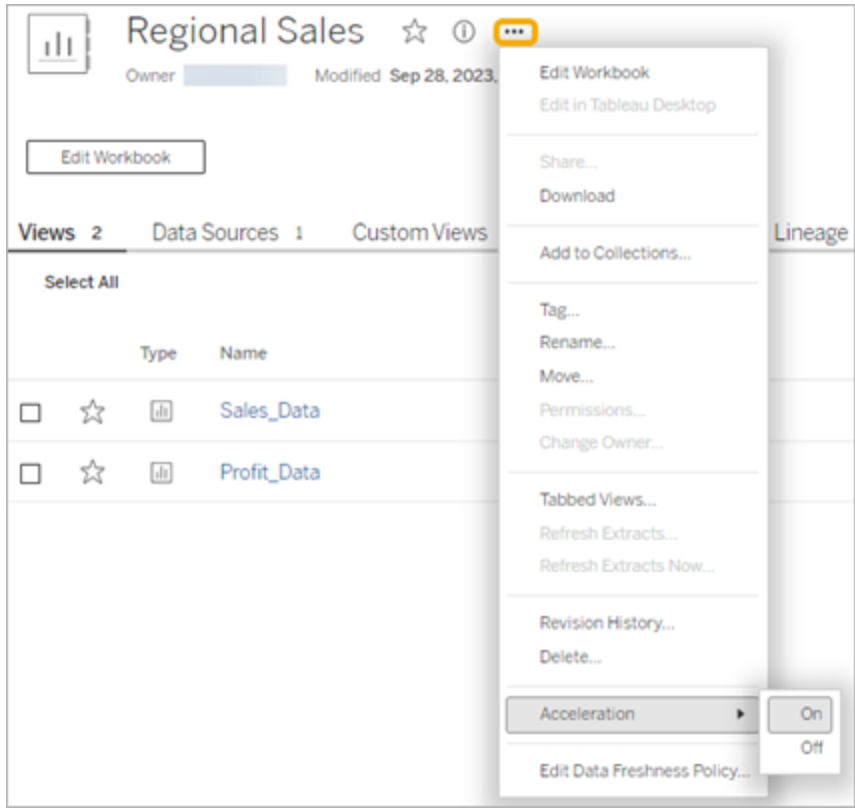 Regional Sales
Owner Modified Sep 28, 2023,
Edit Workbook
Views 2 Data Sources 1 Custom Views Lineage
Select All
Type Name
Sales_Data
Profit_Data
Edit Workbook
Edit in Tableau Desktop
Share...
Download
Add to Collections...
Tag...
Rename...
Move...
Permissions...
Change Owner...
Tabbed Views...
Refresh Extracts...
Refresh Extracts Now...
Revision History...
Delete...
Acceleration
On
Off
Edit Data Freshness Policy...